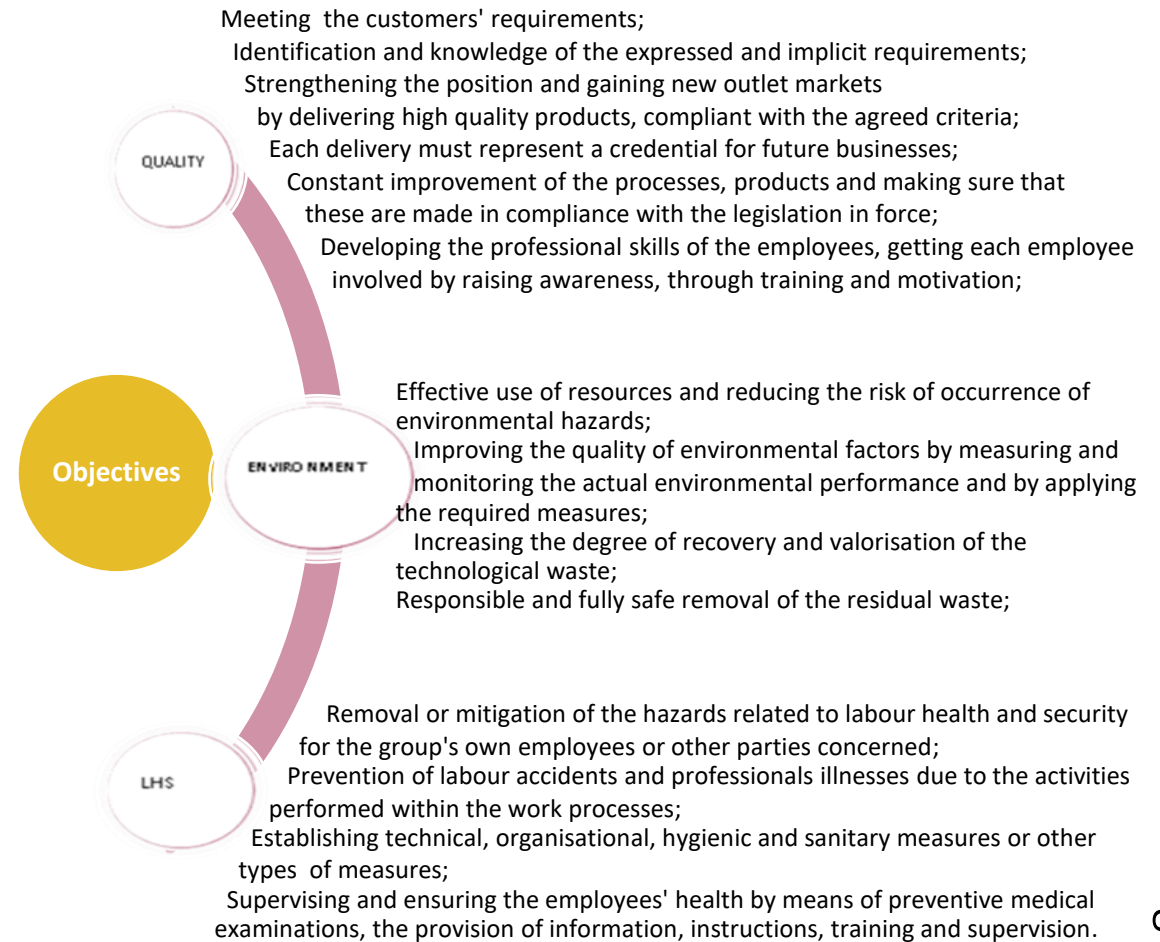 Meeting the customers' requirements;
Identification and knowledge of the expressed and implicit requirements;
Strengthening the position and gaining new outlet markets
by delivering high quality products, compliant with the agreed criteria;
Each delivery must represent a credential for future businesses;
Constant improvement of the processes, products and making sure that
these are made in compliance with the legislation in force;
Developing the professional skills of the employees, getting each employee
involved by raising awareness, through training and motivation;
QUALITY
Objectives
ENVIRONMENT
Effective use of resources and reducing the risk of occurrence of
environmental hazards;
Improving the quality of environmental factors by measuring and
monitoring the actual environmental performance and by applying
the required measures;
Increasing the degree of recovery and valorisation of the
technological waste;
Responsible and fully safe removal of the residual waste;
LHS
Removal or mitigation of the hazards related to labour health and security
for the group's own employees or other parties concerned;
Prevention of labour accidents and professionals illnesses due to the activities
performed within the work processes;
Establishing technical, organisational, hygienic and sanitary measures or other
types of measures;
Supervising and ensuring the employees' health by means of preventive medical
examinations, the provision of information, instructions, training and supervision.